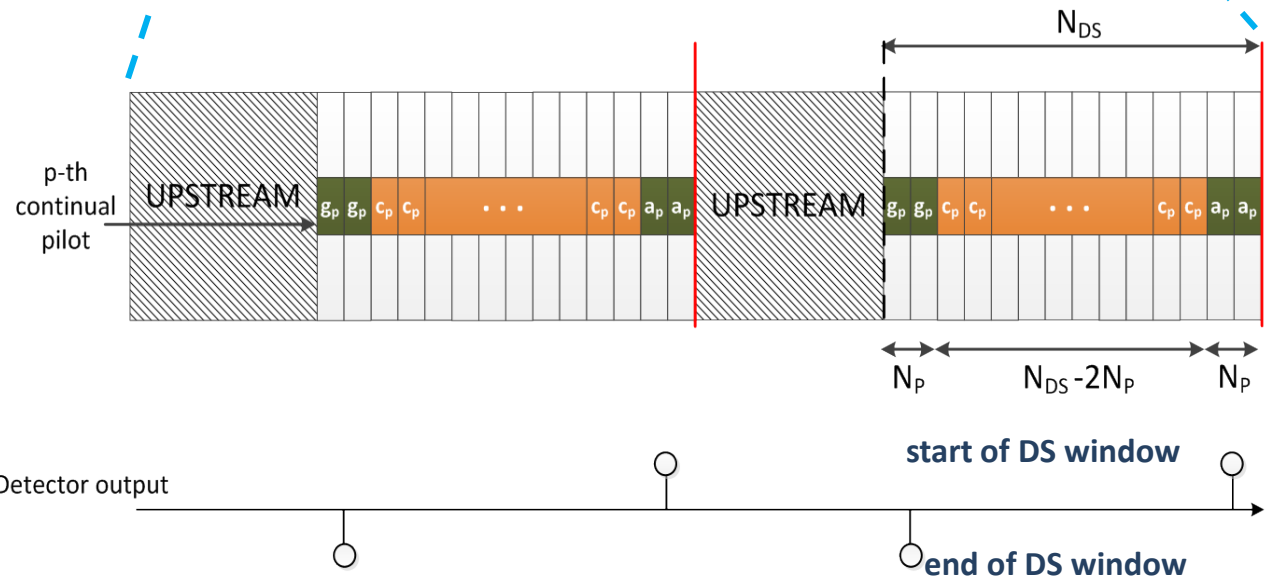 N_DS
p-th
continual
pilot
UPSTREAM
g_p g_p c_p c_p • • • c_p c_p a_p a_p
UPSTREAM
g_p g_p c_p c_p • • • c_p c_p a_p a_p
N_P N_DS-2N_P N_P
start of DS window
Detector output
end of DS window